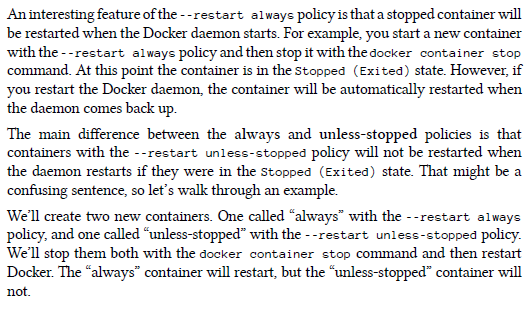 An interesting feature of the --restart always policy is that a stopped container will
be restarted when the Docker daemon starts. For example, you start a new container
with the --restart always policy and then stop it with the docker container stop
command. At this point the container is in the Stopped (Exited) state. However, if
you restart the Docker daemon, the container will be automatically restarted when
the daemon comes back up.
The main difference between the always and unless-stopped policies is that
containers with the --restart unless-stopped policy will not be restarted when
the daemon restarts if they were in the Stopped (Exited) state. That might be a
confusing sentence, so let's walk through an example.
We'll create two new containers. One called “always” with the --restart always
policy, and one called “unless-stopped” with the --restart unless-stopped policy.
We'll stop them both with the docker container stop command and then restart
Docker. The “always” container will restart, but the “unless-stopped” container will
not.